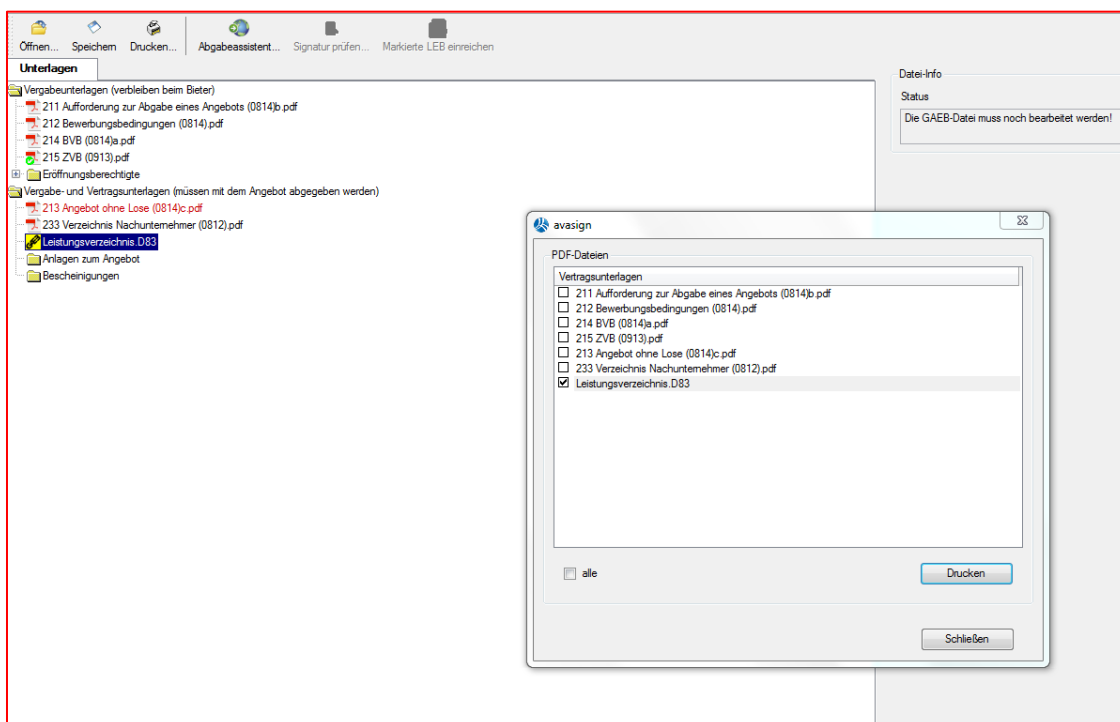 Öffnen... Speichern Drucken... Abgabeassistent... Signatur prüfen... Markierte LEB einreichen
Unterlagen
Vergabeunterlagen (verbleiben beim Bieter)
211 Aufforderung zur Abgabe eines Angebots (0814)b.pdf
212 Bewerbungsbedingungen (0814).pdf
214 BVB (0814)a.pdf
215 ZVB (0913).pdf
Eröffnungsberechtigte
Vergabe- und Vertragsunterlagen (müssen mit dem Angebot abgegeben werden)
213 Angebot ohne Lose (0814)c.pdf
233 Verzeichnis Nachunternehmer (0812).pdf
Leistungsverzeichnis.D83
Anlagen zum Angebot
Bescheinigungen
Datei-Info
Status
Die GAEB-Datei muss noch bearbeitet werden!
avasign
PDF-Dateien
Vertragsunterlagen
211 Aufforderung zur Abgabe eines Angebots (0814)b.pdf
212 Bewerbungsbedingungen (0814).pdf
214 BVB (0814)a.pdf
215 ZVB (0913).pdf
213 Angebot ohne Lose (0814)c.pdf
233 Verzeichnis Nachunternehmer (0812).pdf
Leistungsverzeichnis.D83
alle
Drucken
Schließen